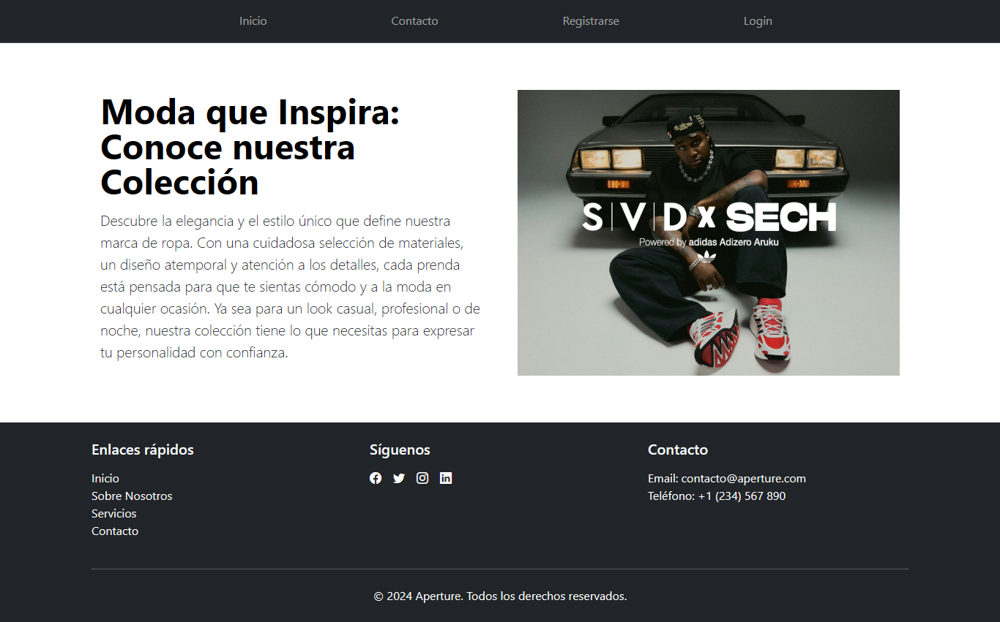 Inicio Contacto Registrarse Login
Moda que Inspira:
Conoce nuestra
Colección
Descubre la elegancia y el estilo único que define nuestra
marca de ropa. Con una cuidadosa selección de materiales,
un diseño atemporal y atención a los detalles, cada prenda
está pensada para que te sientas cómodo y a la moda en
cualquier ocasión. Ya sea para un look casual, profesional o de
noche, nuestra colección tiene lo que necesitas para expresar
tu personalidad con confianza.
S|V|D x SECH
Powered by adidas Adizero Aruku
Enlaces rápidos
Inicio
Sobre Nosotros
Servicios
Contacto
Síguenos
Contacto
Email: contacto@aperture.com
Teléfono: +1 (234) 567 890
© 2024 Aperture. Todos los derechos reservados.